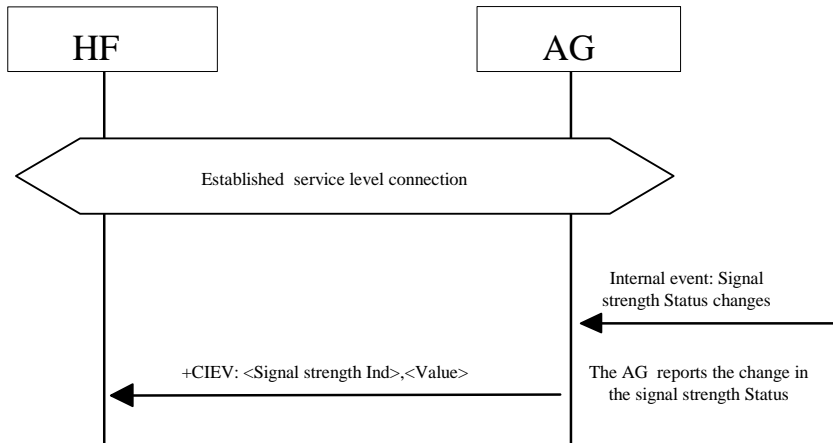 HF
AG
Established service level connection
Internal event: Signal
strength Status changes
+CIEV: <Signal strength Ind>,<Value>
The AG reports the change in
the signal strength Status